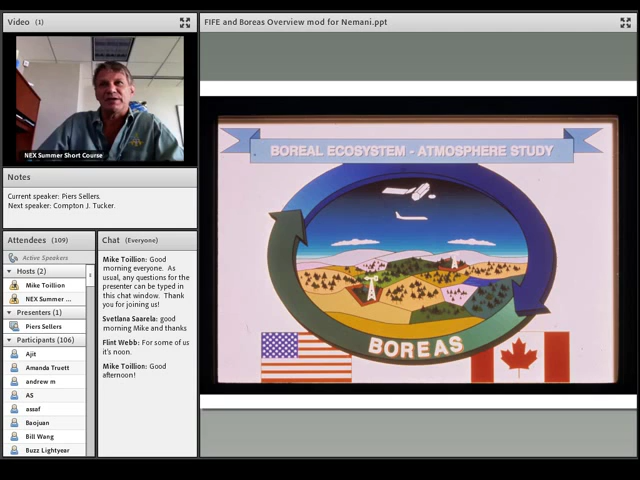 Video (1)
NEX Summer Short Course
Notes
Current speaker: Piers Sellers.
Next speaker: Compton J. Tucker.
Attendees (109)
Active Speakers
Hosts (2)
Mike Toillion
NEX Summer ...
Presenters (1)
Piers Sellers
Participants (106)
Ajit
Amanda Truett
andrew m
AS
assaf
Baojuan
Bill Wang
Buzz Lightyear
Chat (Everyone)
Mike Toillion: Good
morning everyone. As
usual, any questions for the
presenter can be typed in
this chat window. Thank
you for joining us!
Svetlana Saarela: good
morning Mike and thanks
Flint Webb: For some of us
it's noon.
Mike Toillion: Good
afternoon!
FIFE and Boreas Overview mod for Nemani.ppt
BOREAL ECOSYSTEM - ATMOSPHERE STUDY
BOREAS